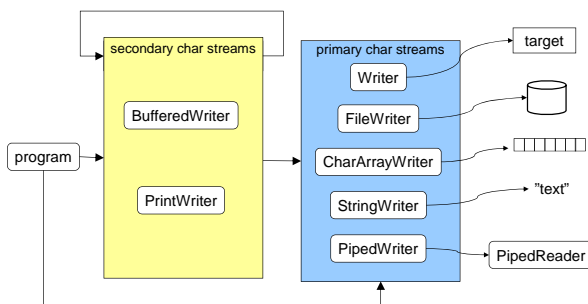 secondary char streams
primary char streams
target
Writer
BufferedWriter
FileWriter
program
CharArrayWriter
PrintWriter
StringWriter
"text"
PipedWriter
PipedReader